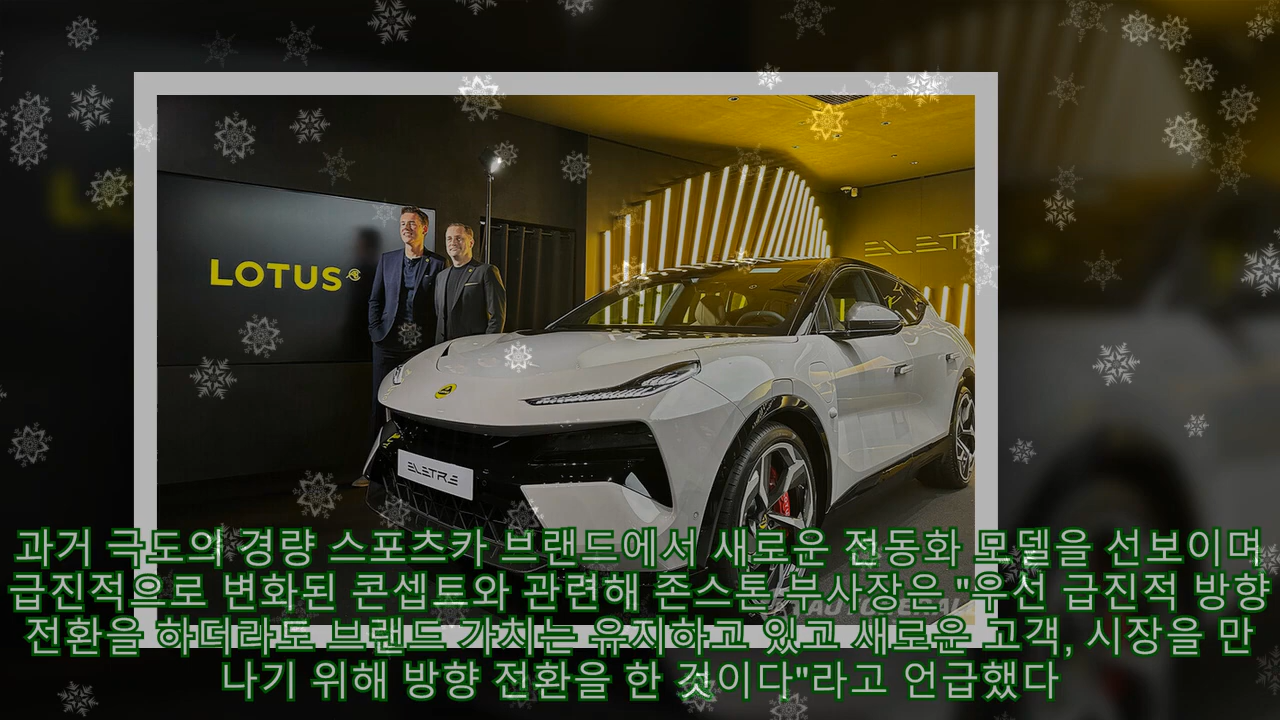 LOTUS
ELETR
ELETRE
AUTOHERALD
과거 극도의 경량 스포츠카 브랜드에서 새로운 전동화 모델을 선보이며
급진적으로 변화된 콘셉트와 관련해 존스톤 부사장은 "우선 급진적 방향
전환을 하더라도 브랜드 가치는 유지하고 있고 새로운 고객, 시장을 만
나기 위해 방향 전환을 한 것이다"라고 언급했다